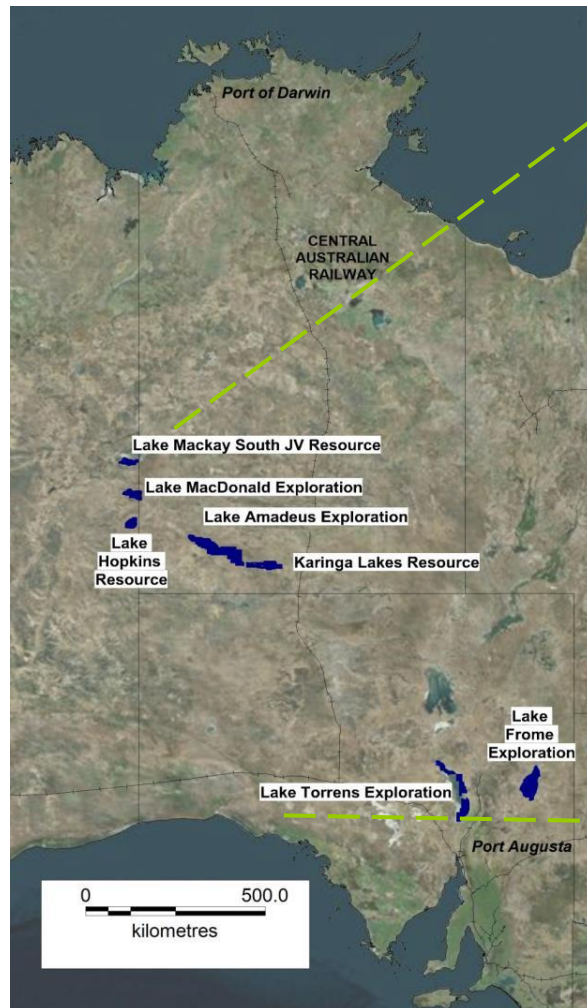 Port of Darwin
CENTRAL
AUSTRALIAN
RAILWAY
Lake Mackay South JV Resource
Lake MacDonald Exploration
Lake Amadeus Exploration
Lake
Hopkins
Resource
Karinga Lakes Resource
Lake
Frome
Exploration
Lake Torrens Exploration
Port Augusta
0 500.0
kilometres